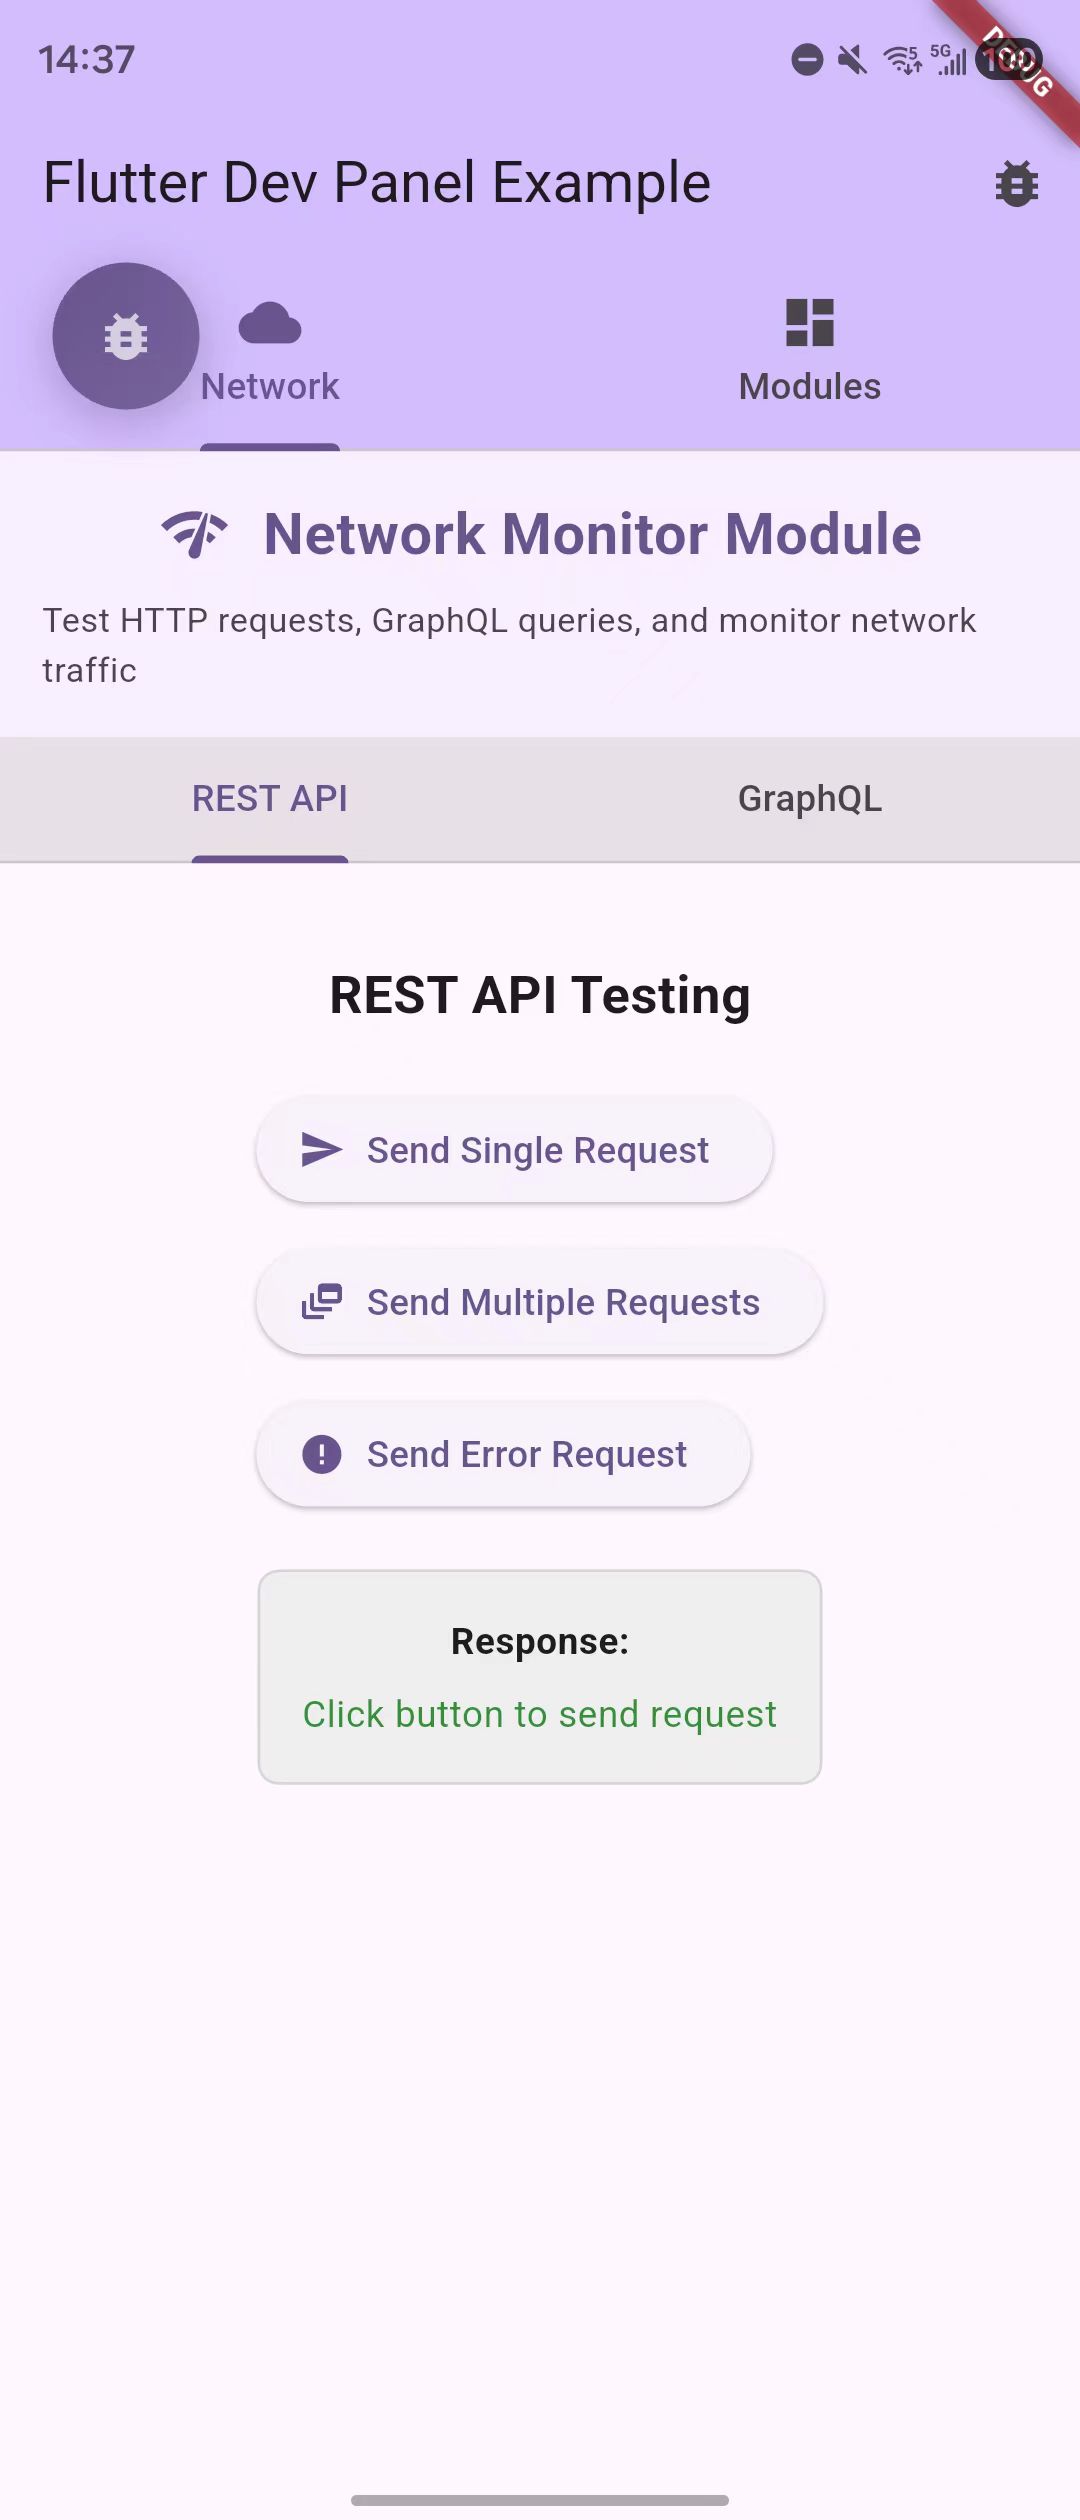 14:37
5
5G
100
DEBUG
Flutter Dev Panel Example
Network
Modules
Network Monitor Module
Test HTTP requests, GraphQL queries, and monitor network
traffic
REST API
GraphQL
REST API Testing
Send Single Request
Send Multiple Requests
Send Error Request
Response:
Click button to send request